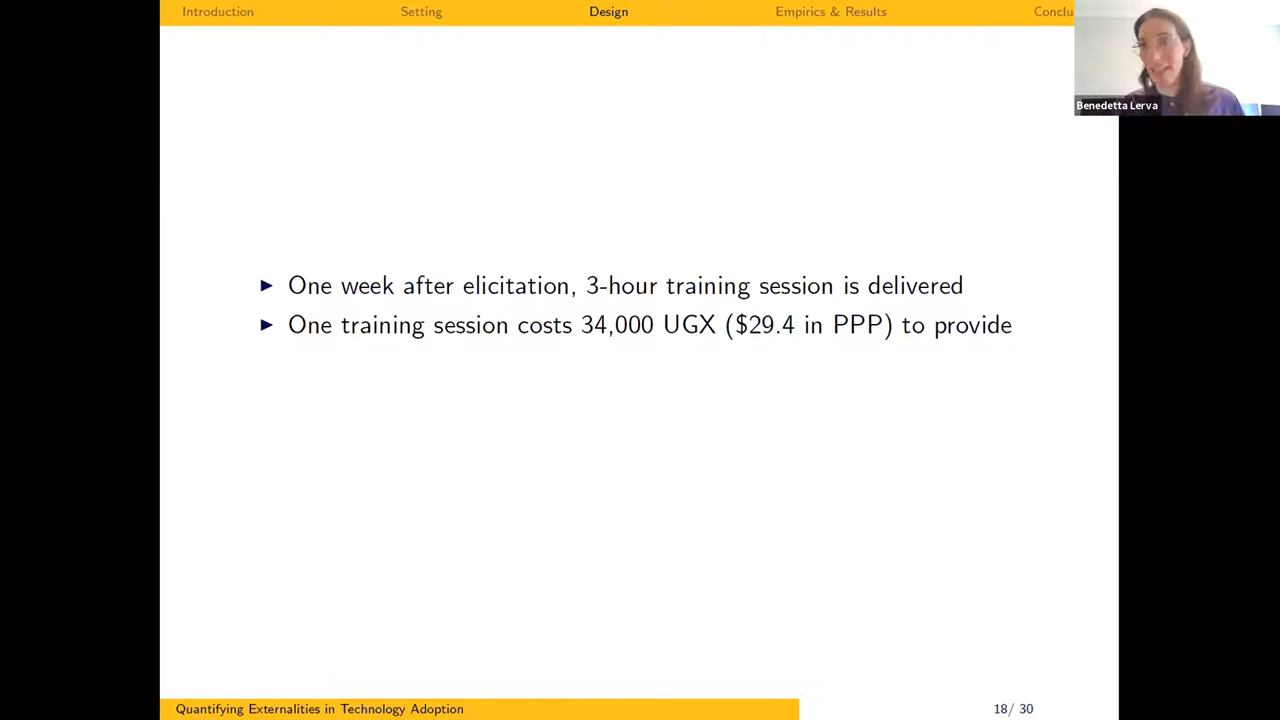 Introduction Setting Design Empirics & Results Conclu
Benedetta Lerva
▶ One week after elicitation, 3-hour training session is delivered
▶ One training session costs 34,000 UGX ($29.4 in PPP) to provide
Quantifying Externalities in Technology Adoption 18/ 30